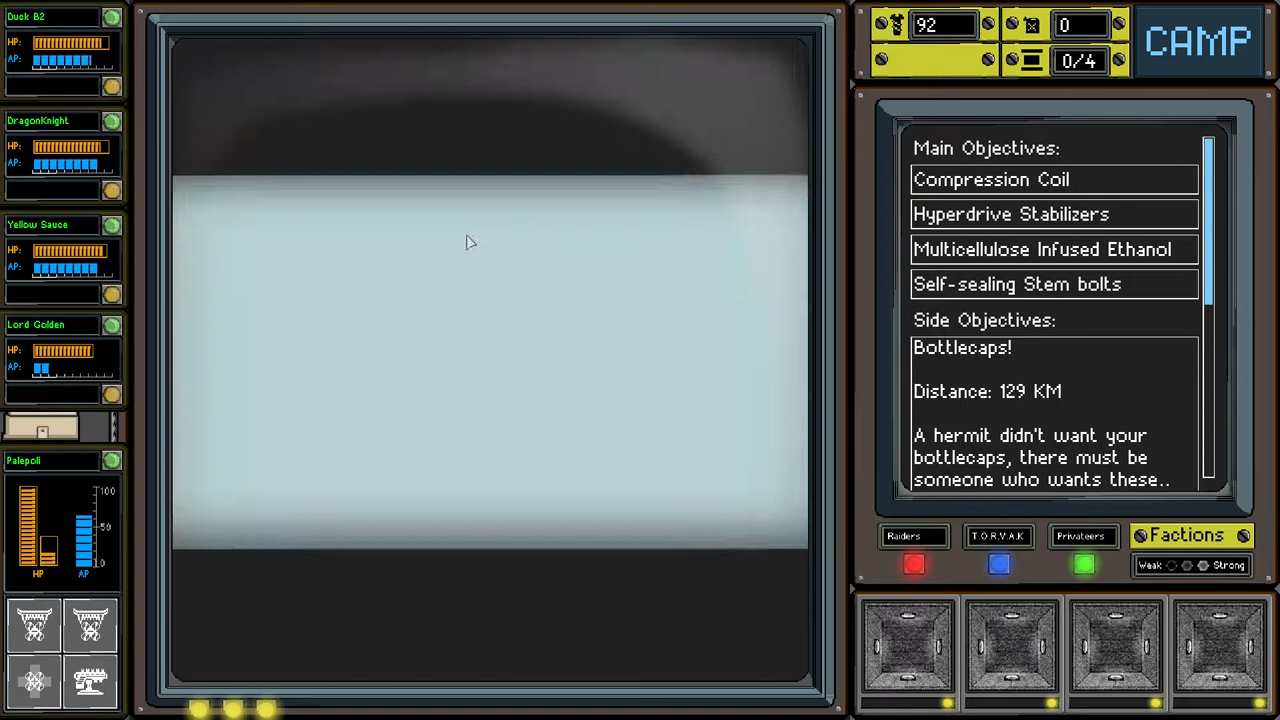 Duck B2
HP:
AP:
DragonKnight
HP:
AP:
Yellow Sauce
HP:
AP:
Lord Golden
HP:
AP:
Palepoli
100
50
0
HP
AP
92
0
0/4
CAMP
Main Objectives:
Compression Coil
Hyperdrive Stabilizers
Multicellulose Infused Ethanol
Self-sealing Stem bolts
Side Objectives:
Bottlecaps!
Distance: 129 KM
A hermit didn't want your
bottlecaps, there must be
someone who wants these..
Raiders
T.O.R.V.A.K
Privateers
Factions
Weak
Strong